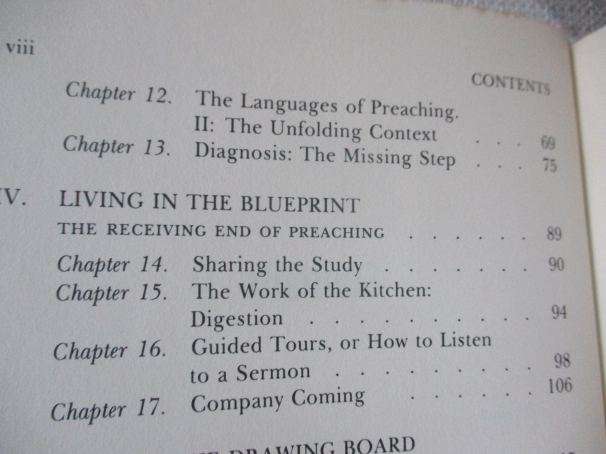 viii
CONTENTS
Chapter 12. The Languages of Preaching.
II: The Unfolding Context . . . 69
Chapter 13. Diagnosis: The Missing Step . . . 75
IV. LIVING IN THE BLUEPRINT
THE RECEIVING END OF PREACHING . . . . . . 89
Chapter 14. Sharing the Study . . . . . . . 90
Chapter 15. The Work of the Kitchen:
Digestion . . . . . . . . . . 94
Chapter 16. Guided Tours, or How to Listen
to a Sermon . . . . . . . . . 98
Chapter 17. Company Coming . . . . . . 106
DRAWING BOARD